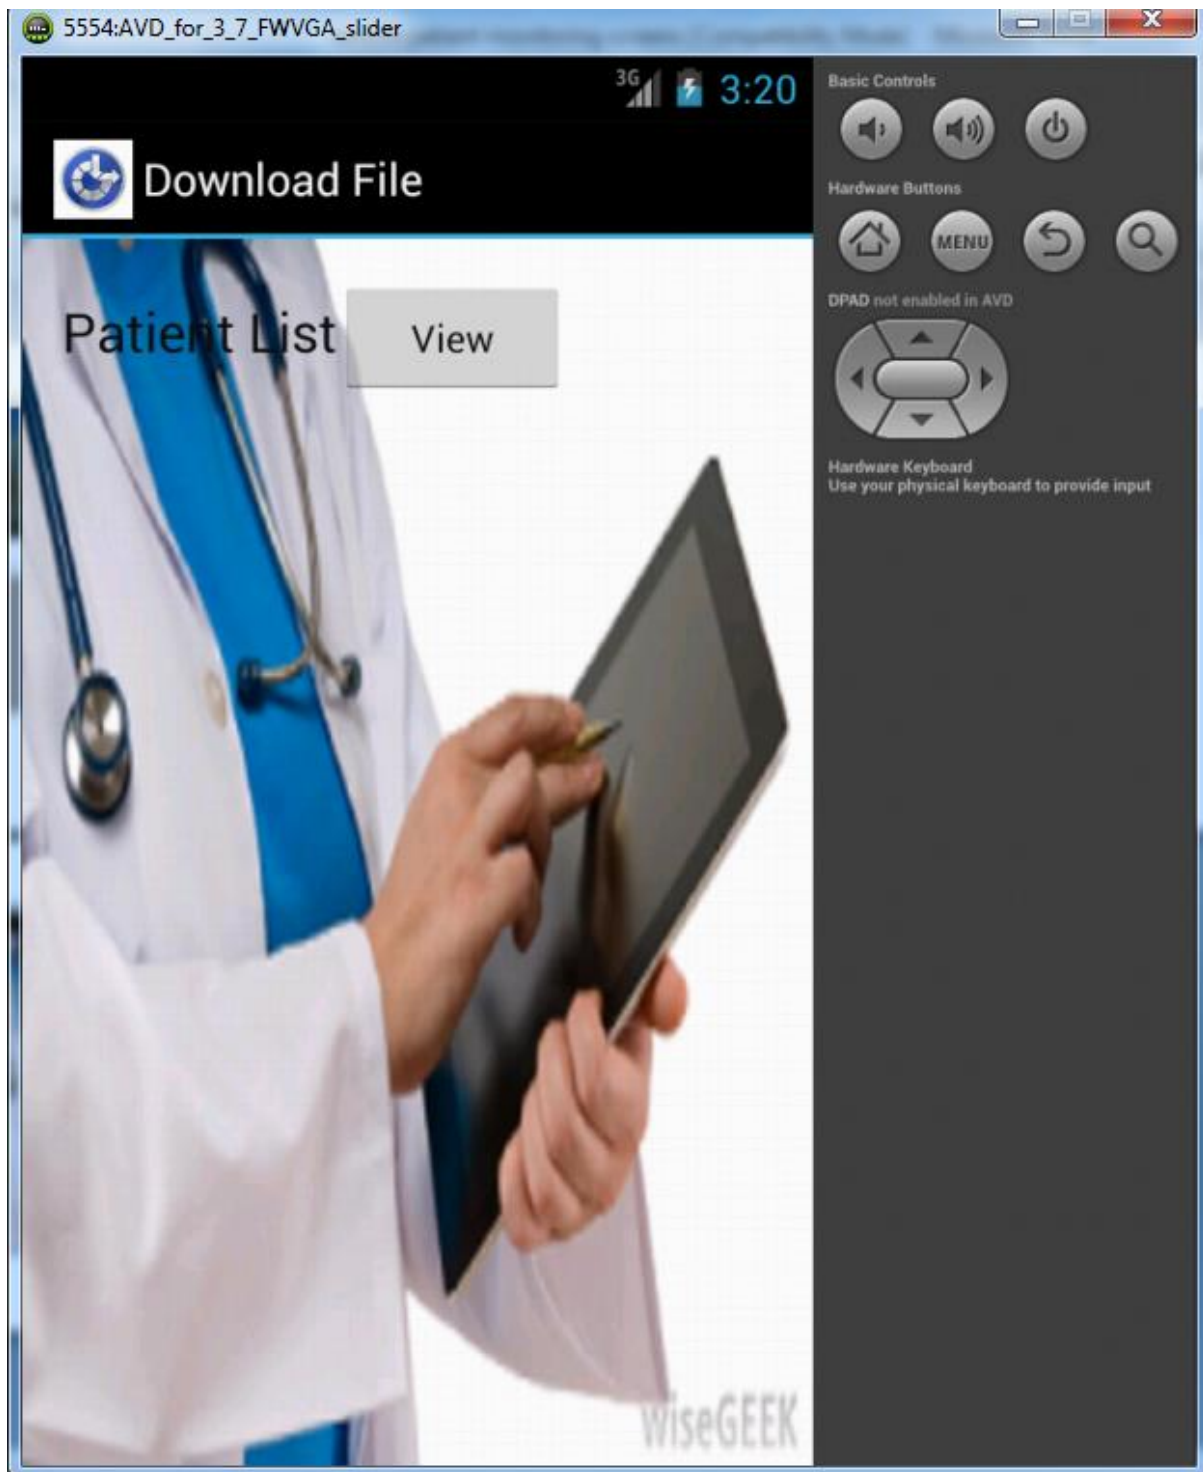 5554:AVD_for_3_7_FWVGA_slider
3G 3:20
Download File
Patient List View
wiseGEEK
Basic Controls
Hardware Buttons
MENU
DPAD not enabled in AVD
Hardware Keyboard
Use your physical keyboard to provide input